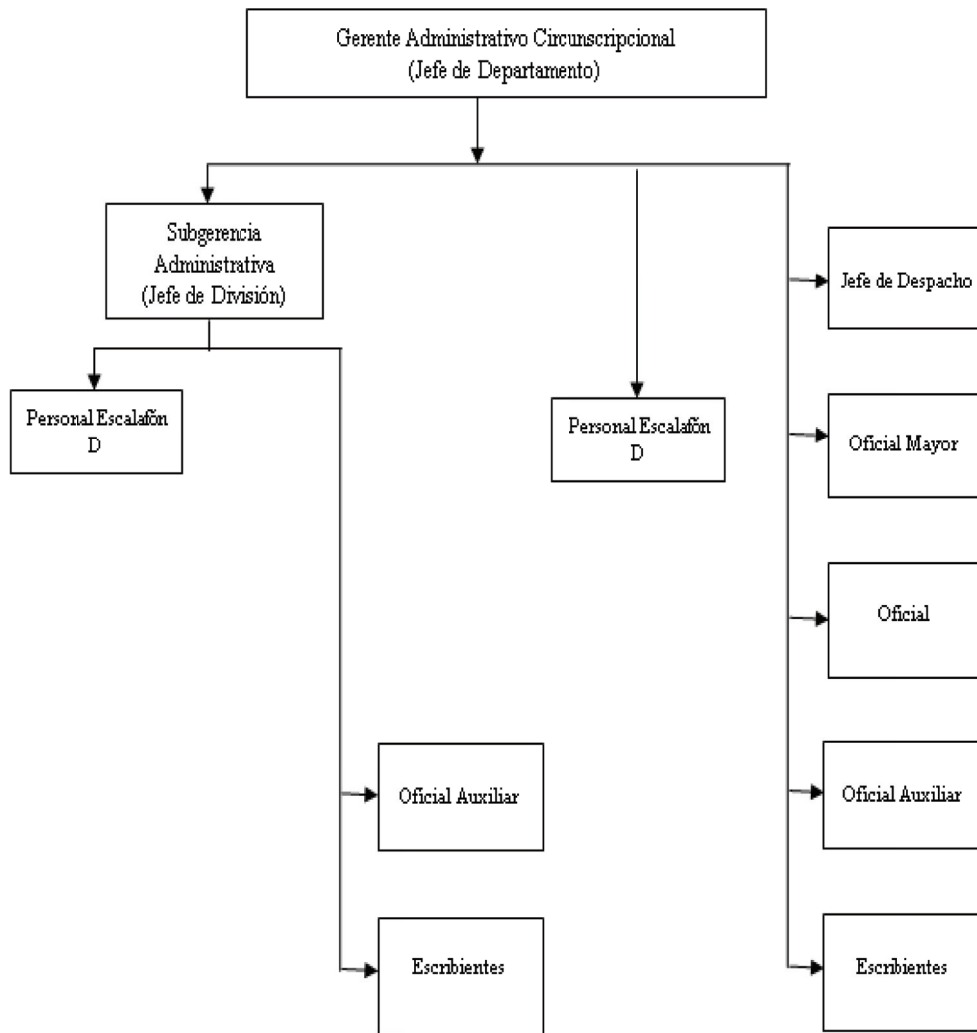 Gerente Administrativo Circunscripcional
(Jefe de Departamento)
Subgerencia
Administrativa
(Jefe de División)
Jefe de Despacho
Personal Escalafón
D
Personal Escalafón
D
Oficial Mayor
Oficial
Oficial Auxiliar
Oficial Auxiliar
Escribientes
Escribientes